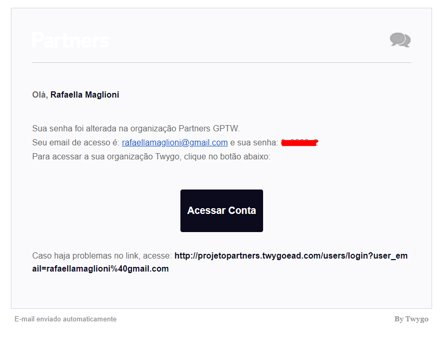 Partners
Olá, Rafaella Maglioni
Sua senha foi alterada na organização Partners GPTW.
Seu email de acesso é: rafaellamaglioni@gmail.com e sua senha:
Para acessar a sua organização Twygo, clique no botão abaixo:
Acessar Conta
Caso haja problemas no link, acesse: http://projetopartners.twygoead.com/users/login?user_em
ail=rafaellamaglioni%40gmail.com
E-mail enviado automaticamente
By Twygo